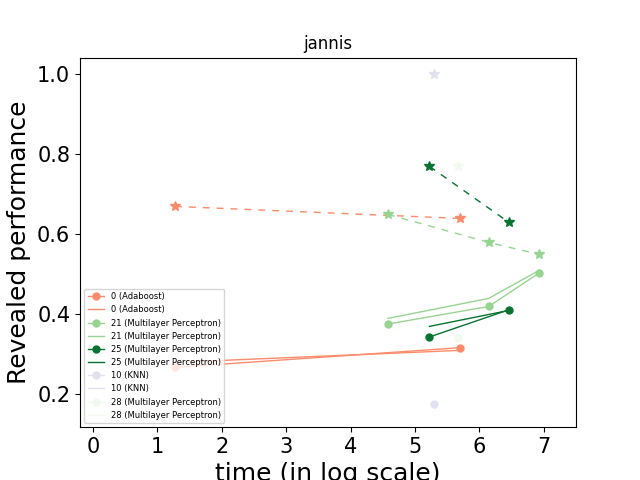 jannis
Revealed performance
1.0
0.8
0.6
0.4
0.2
0 (Adaboost)
0 (Adaboost)
21 (Multilayer Perceptron)
21 (Multilayer Perceptron)
25 (Multilayer Perceptron)
25 (Multilayer Perceptron)
10 (KNN)
10 (KNN)
28 (Multilayer Perceptron)
28 (Multilayer Perceptron)
0 1 2 3 4 5 6 7
time (in log scale)